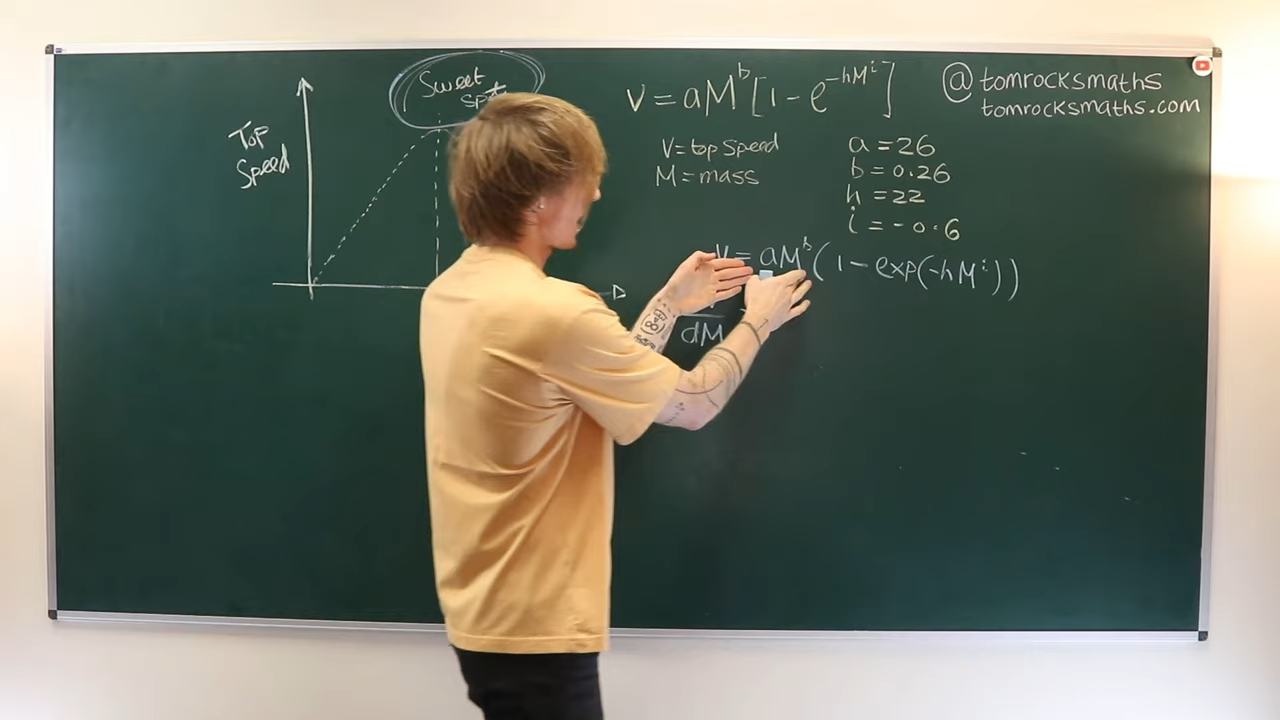 Sweet
spot
Top
Speed
V = aM^b [1 - e^{-hM^i}]
V = top Speed
M = mass
a = 26
b = 0.26
h = 22
i = -0.6
@tomrocksmaths
tomrocksmaths.com
V = aM^b (1 - exp(-hM^i))
dM